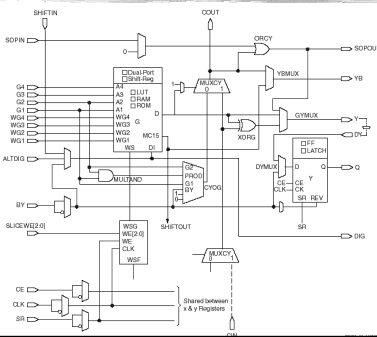 SHIFTIN
COUT
SOPIN
0
ORCY
SOPOUT
YBMUX
YB
Dual-Port
Shift-Reg
LUT
RAM
ROM
G4
G3
G2
G1
WG4
WG3
WG2
WG1
A4
A3
A2
A1
WG4
WG3
WG2
WG1
G
D
MC15
WS
DI
1
MUXCY
0 1
GYMUX
Y
DY
XORG
ALTDIG
MULTAND
G2
PROD
G1
BY
1
0
CYOG
DYMUX
FF
LATCH
D
Q
Y
CE
CK
SR REV
CE
CLK
SR
Q
BY
SLICEWE[2:0]
WSG
WE[2:0]
WE
CLK
WSF
SHIFTOUT
MUXCY
0 1
DIG
CE
CLK
SR
Shared between
x & y Registers
CIN